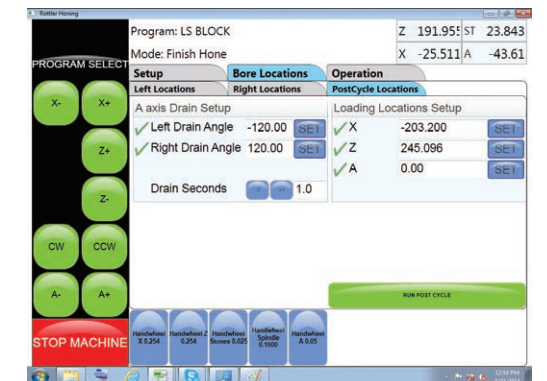 Rottler Honing
Program: LS BLOCK
Z 191.955 ST 23.843
Mode: Finish Hone
X -25.511 A -43.61
PROGRAM SELECT
Setup Bore Locations Operation
Left Locations Right Locations PostCycle Locations
X- X+
A axis Drain Setup
Loading Locations Setup
Left Drain Angle -120.00 SET
X -203.200 SET
Right Drain Angle 120.00 SET
Z 245.096 SET
Z+
A 0.00 SET
Drain Seconds 1.0
Z-
CW CCW
A- A+
RUN POST CYCLE
STOP MACHINE
Handwheel X 0.254
Handwheel Z 0.254
Handwheel Stones 0.025
Handwheel Spindle 0.1000
Handwheel A 0.05
12:54 PM